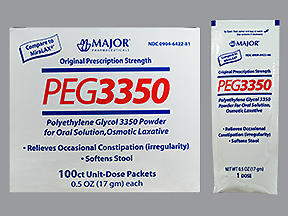 Compare to
MiraLAX®
MAJOR®
PHARMACEUTICALS
NDC 0904-6422-81
Original Prescription Strength
PEG3350
Polyethylene Glycol 3350 Powder
for Oral Solution, Osmotic Laxative
• Relieves Occasional Constipation (irregularity)
• Softens Stool
100ct Unit-Dose Packets
0.5 OZ (17 gm) each
MAJOR®
Original Prescription Strength
PEG3350
Polyethylene Glycol 3350
Powder for Oral Solution,
Osmotic Laxative
• Relieves Occasional
Constipation (irregularity)
• Softens Stool
NET WT 0.5 OZ (17 gm)
1 DOSE